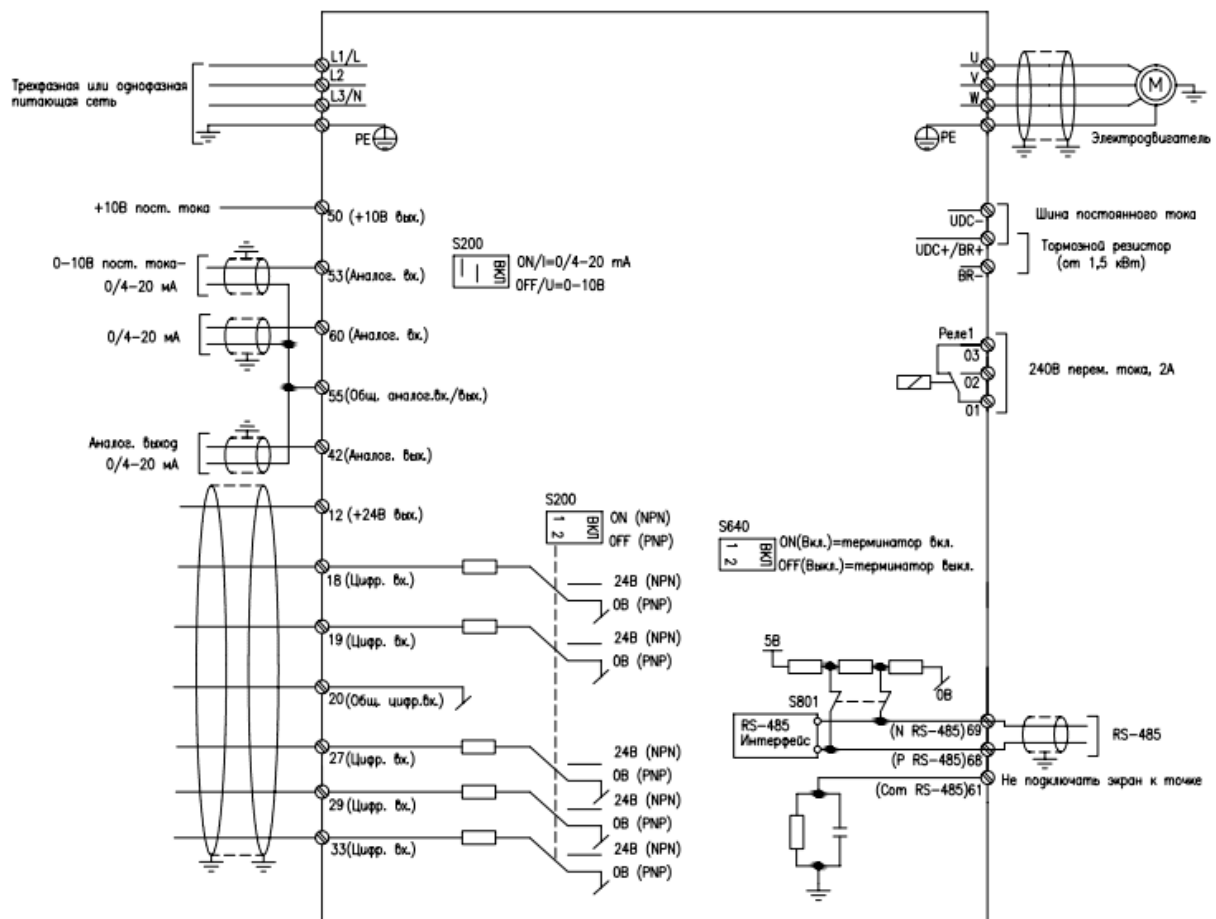 L1/L
L2
L3/N
Трехфазная или однофазная
питающая сеть
PE
U
V
W
M
PE
Электродвигатель
+10В пост. тока
50 (+10В вых.)
UDC-
Шина постоянного тока
UDC+/BR+
Тормозной резистор
(от 1,5 кВт)
BR-
0-10В пост. тока-
0/4-20 мА
53(Аналог. вх.)
S200
ВКЛ
ON/I=0/4-20 mA
OFF/U=0-10В
0/4-20 мА
60(Аналог. вх.)
55(Общ. аналог.вх./вых.)
Реле1
03
02
01
240В перем. тока, 2А
Аналог. выход
0/4-20 мА
42(Аналог. вых.)
12 (+24В вых.)
S200
1
2
ВКЛ
ON (NPN)
OFF (PNP)
S640
1
2
ВКЛ
ON(Вкл.)=терминатор вкл.
OFF(Выкл.)=терминатор выкл.
18(Цифр. вх.)
24В (NPN)
0В (PNP)
19(Цифр. вх.)
24В (NPN)
0В (PNP)
20(Общ. цифр.вх.)
27(Цифр. вх.)
24В (NPN)
0В (PNP)
29(Цифр. вх.)
24В (NPN)
0В (PNP)
33(Цифр. вх.)
24В (NPN)
0В (PNP)
5В
0В
S801
RS-485
Интерфейс
(N RS-485)69
(P RS-485)68
RS-485
(Com RS-485)61
Не подключать экран к точке